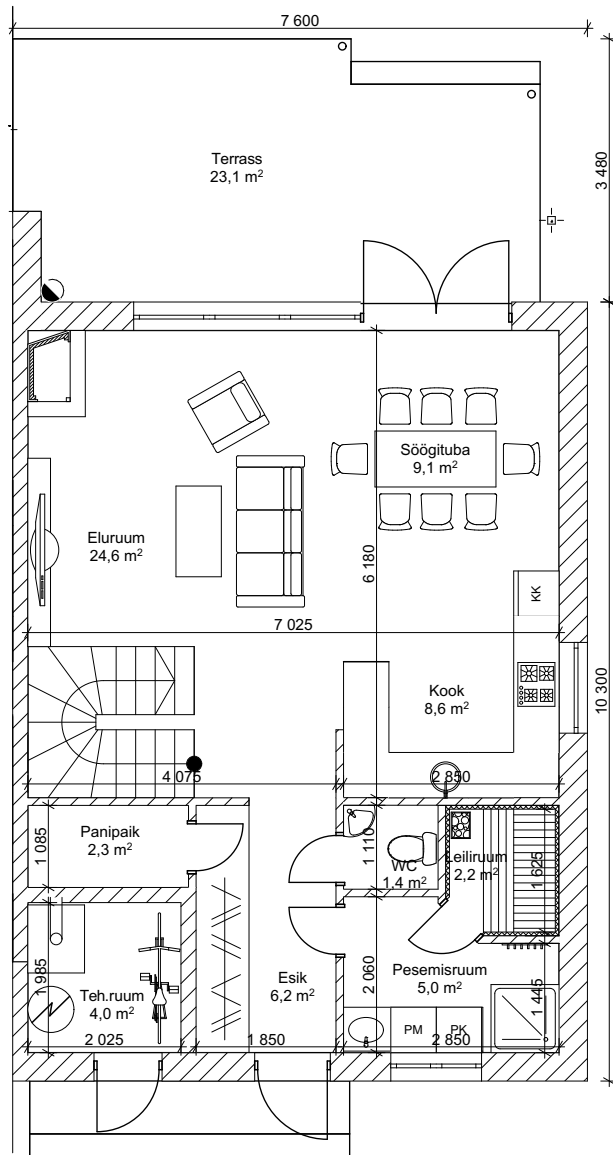 7 600
Terrass
23,1 m²
3 480
Söögituba
9,1 m²
Eluruum
24,6 m²
6 180
KK
7 025
Kook
8,6 m²
10 300
4 075
2 850
Panipaik
2,3 m²
1 085
1 110
WC
1,4 m²
Leiliruum
2,2 m²
1 625
1 985
Teh.ruum
4,0 m²
Esik
6,2 m²
2 060
Pesemisruum
5,0 m²
1 445
PM
PK
2 025
1 850
2 850